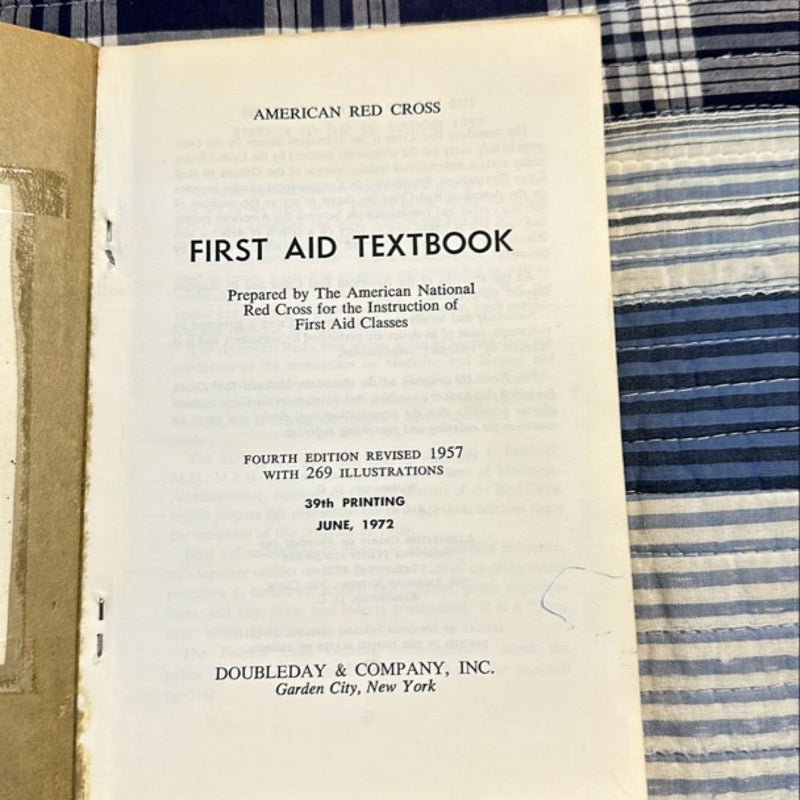 AMERICAN RED CROSS
FIRST AID TEXTBOOK
Prepared by The American National
Red Cross for the Instruction of
First Aid Classes
FOURTH EDITION REVISED 1957
WITH 269 ILLUSTRATIONS
39th PRINTING
JUNE, 1972
DOUBLEDAY & COMPANY, INC.
Garden City, New York